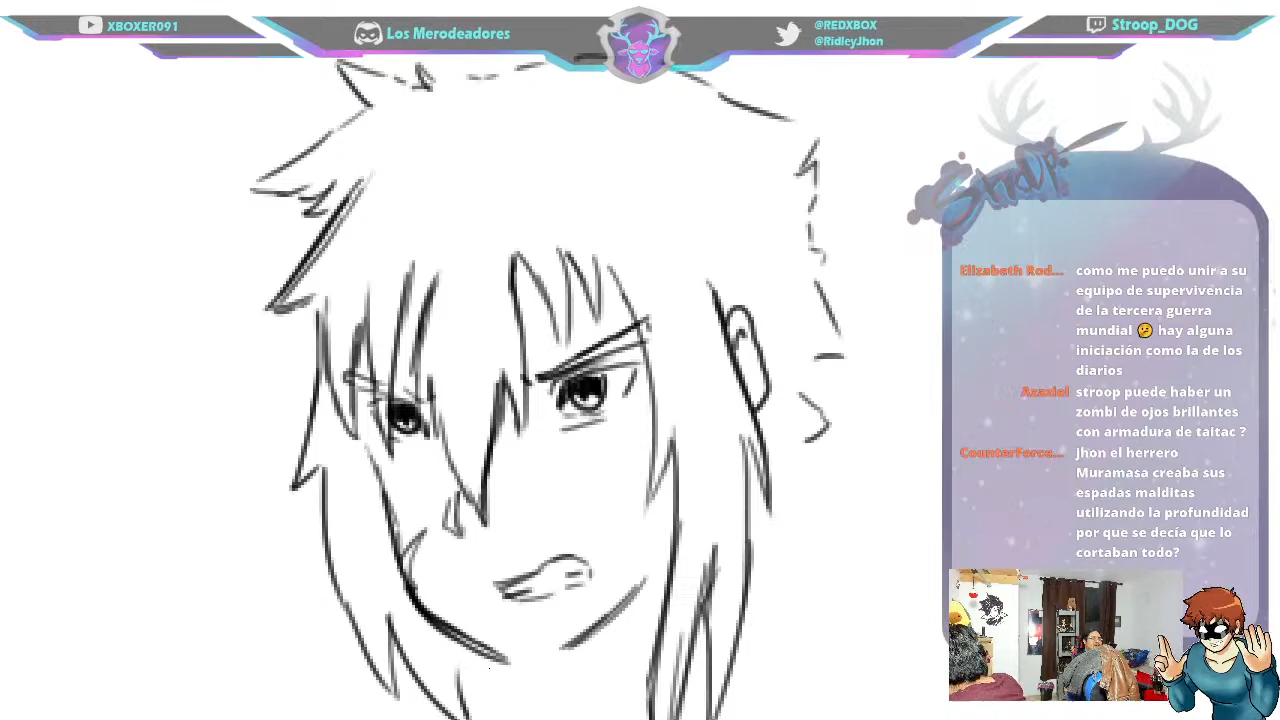 XBOXER091
Los Merodeadores
@REDXBOX
@RidleyJhon
Stroop_DOG
StroOp
Elizabeth Rod... como me puedo unir a su
equipo de supervivencia
de la tercera guerra
mundial 🤔 hay alguna
iniciación como la de los
diarios
Azaziel stroop puede haber un
zombi de ojos brillantes
con armadura de taitac ?
CounterForce... Jhon el herrero
Muramasa creaba sus
espadas malditas
utilizando la profundidad
por que se decía que lo
cortaban todo?